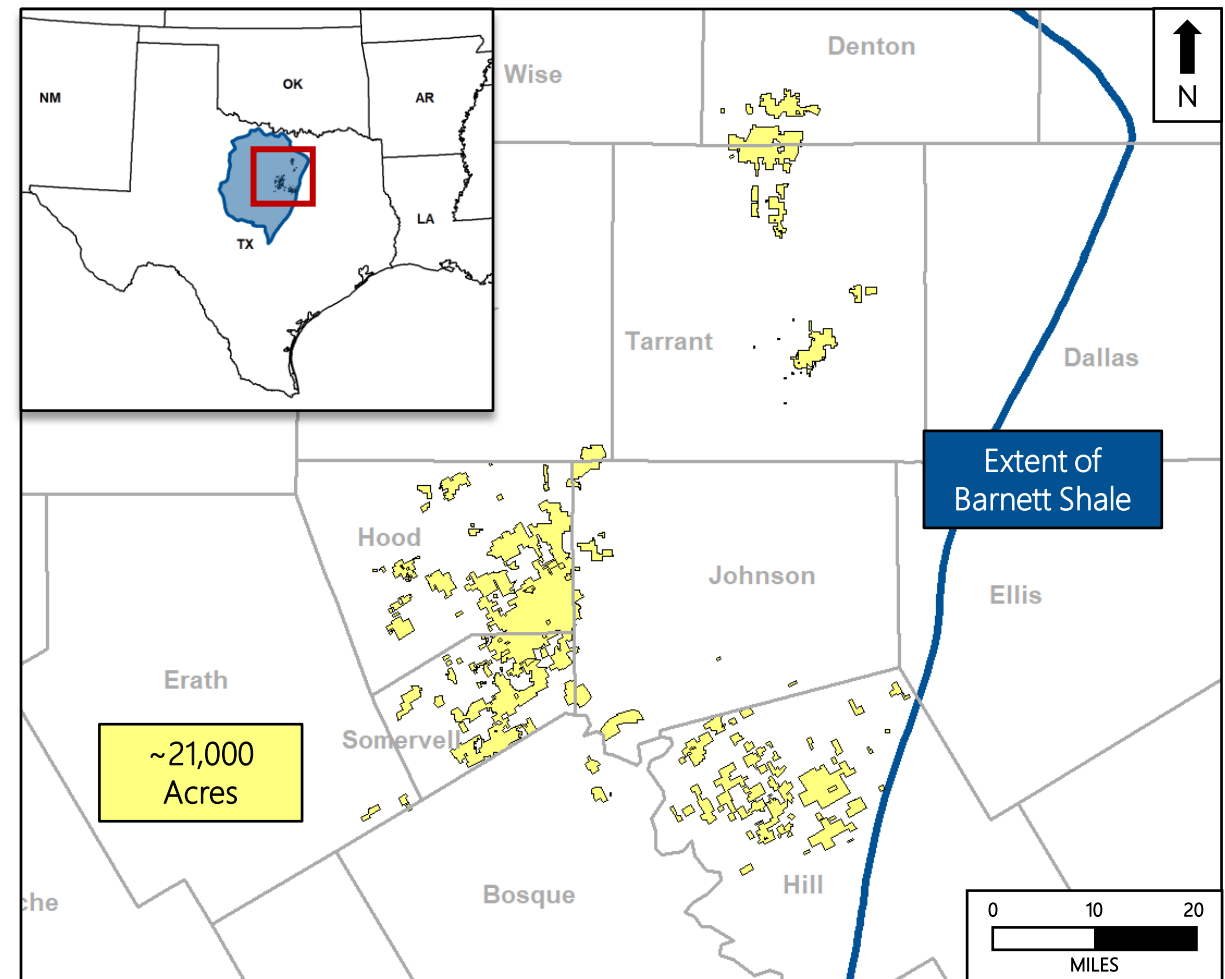 NM
OK
AR
TX
LA
Wise
Denton
N
Tarrant
Dallas
Extent of
Barnett Shale
Hood
Johnson
Ellis
Erath
Somervell
~21,000
Acres
che
Bosque
Hill
0 10 20
MILES